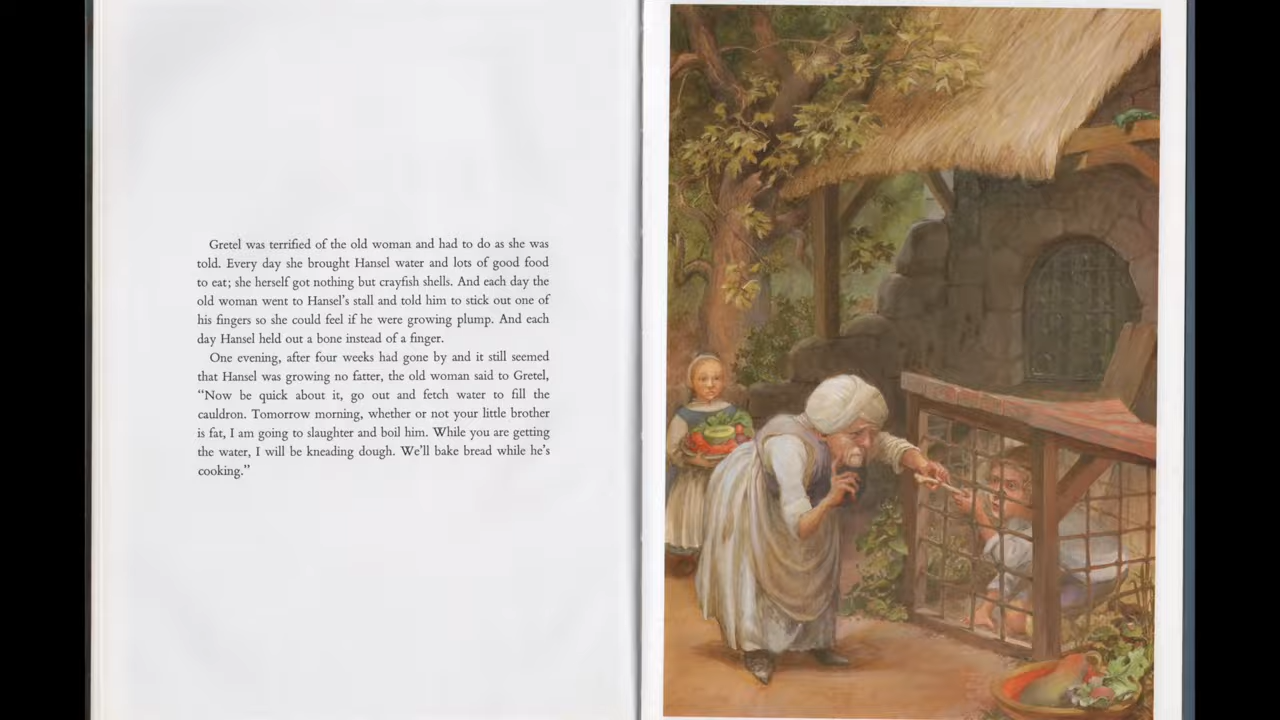 Gretel was terrified of the old woman and had to do as she was
told. Every day she brought Hansel water and lots of good food
to eat; she herself got nothing but crayfish shells. And each day the
old woman went to Hansel's stall and told him to stick out one of
his fingers so she could feel if he were growing plump. And each
day Hansel held out a bone instead of a finger.
One evening, after four weeks had gone by and it still seemed
that Hansel was growing no fatter, the old woman said to Gretel,
“Now be quick about it, go out and fetch water to fill the
cauldron. Tomorrow morning, whether or not your little brother
is fat, I am going to slaughter and boil him. While you are getting
the water, I will be kneading dough. We'll bake bread while he's
cooking.”